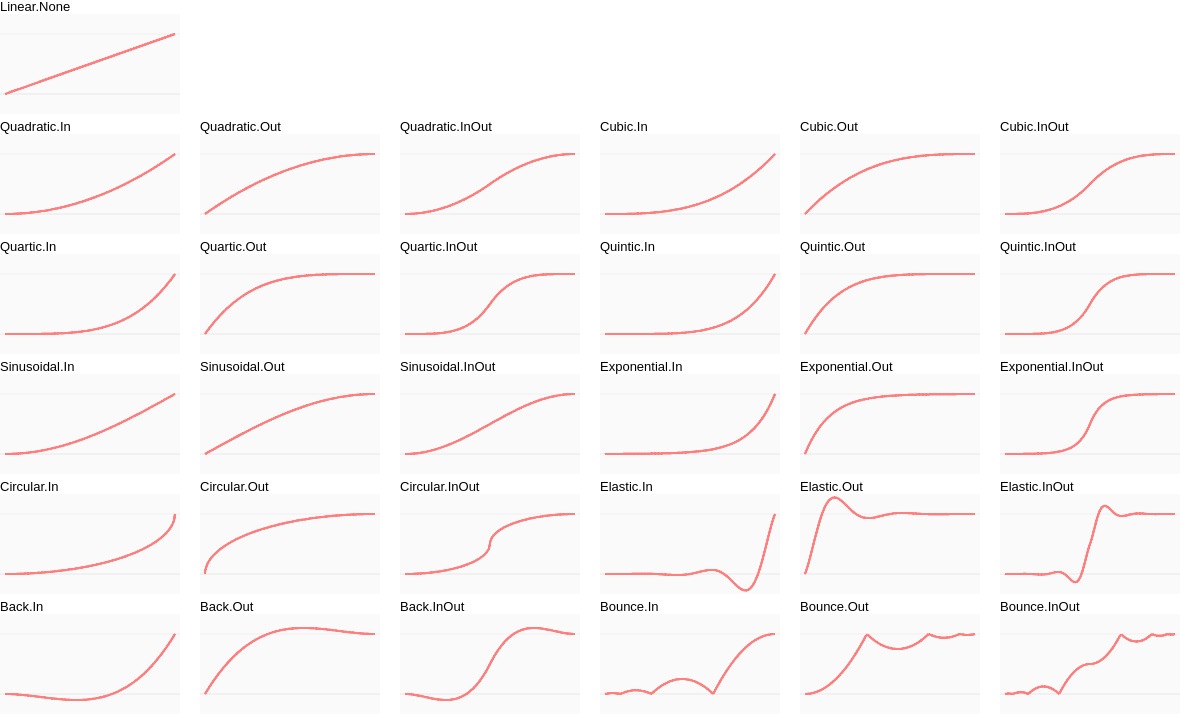 Linear.None
Quadratic.In
Quadratic.Out
Quadratic.InOut
Cubic.In
Cubic.Out
Cubic.InOut
Quartic.In
Quartic.Out
Quartic.InOut
Quintic.In
Quintic.Out
Quintic.InOut
Sinusoidal.In
Sinusoidal.Out
Sinusoidal.InOut
Exponential.In
Exponential.Out
Exponential.InOut
Circular.In
Circular.Out
Circular.InOut
Elastic.In
Elastic.Out
Elastic.InOut
Back.In
Back.Out
Back.InOut
Bounce.In
Bounce.Out
Bounce.InOut